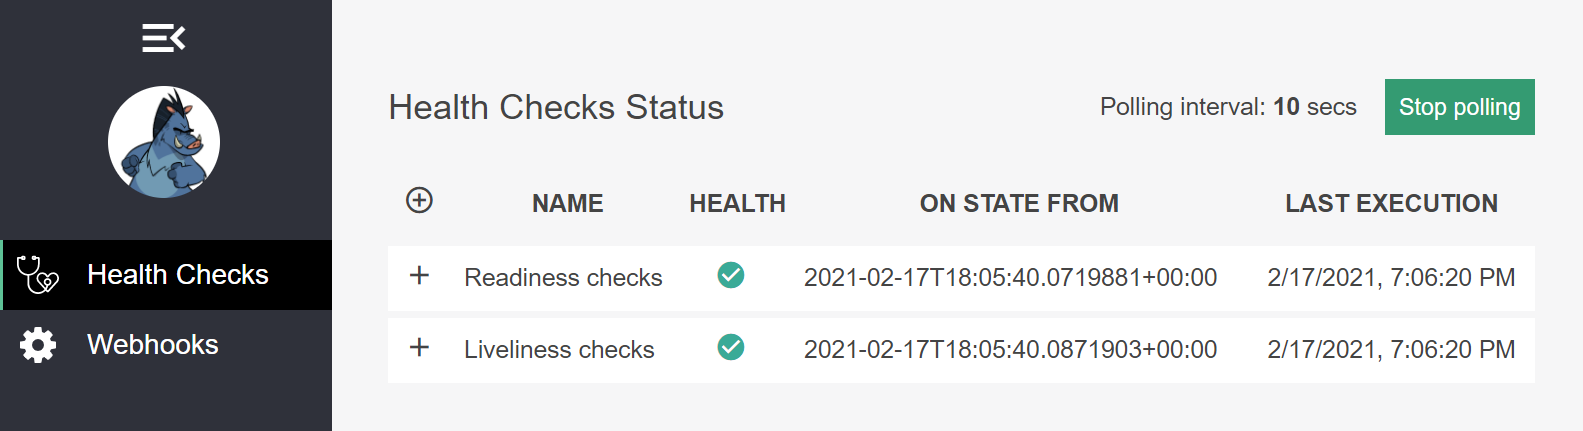 Health Checks Status
Polling interval: 10 secs
Stop polling
NAME HEALTH ON STATE FROM LAST EXECUTION
Health Checks
Readiness checks 2021-02-17T18:05:40.0719881+00:00 2/17/2021, 7:06:20 PM
Webhooks
Liveliness checks 2021-02-17T18:05:40.0871903+00:00 2/17/2021, 7:06:20 PM